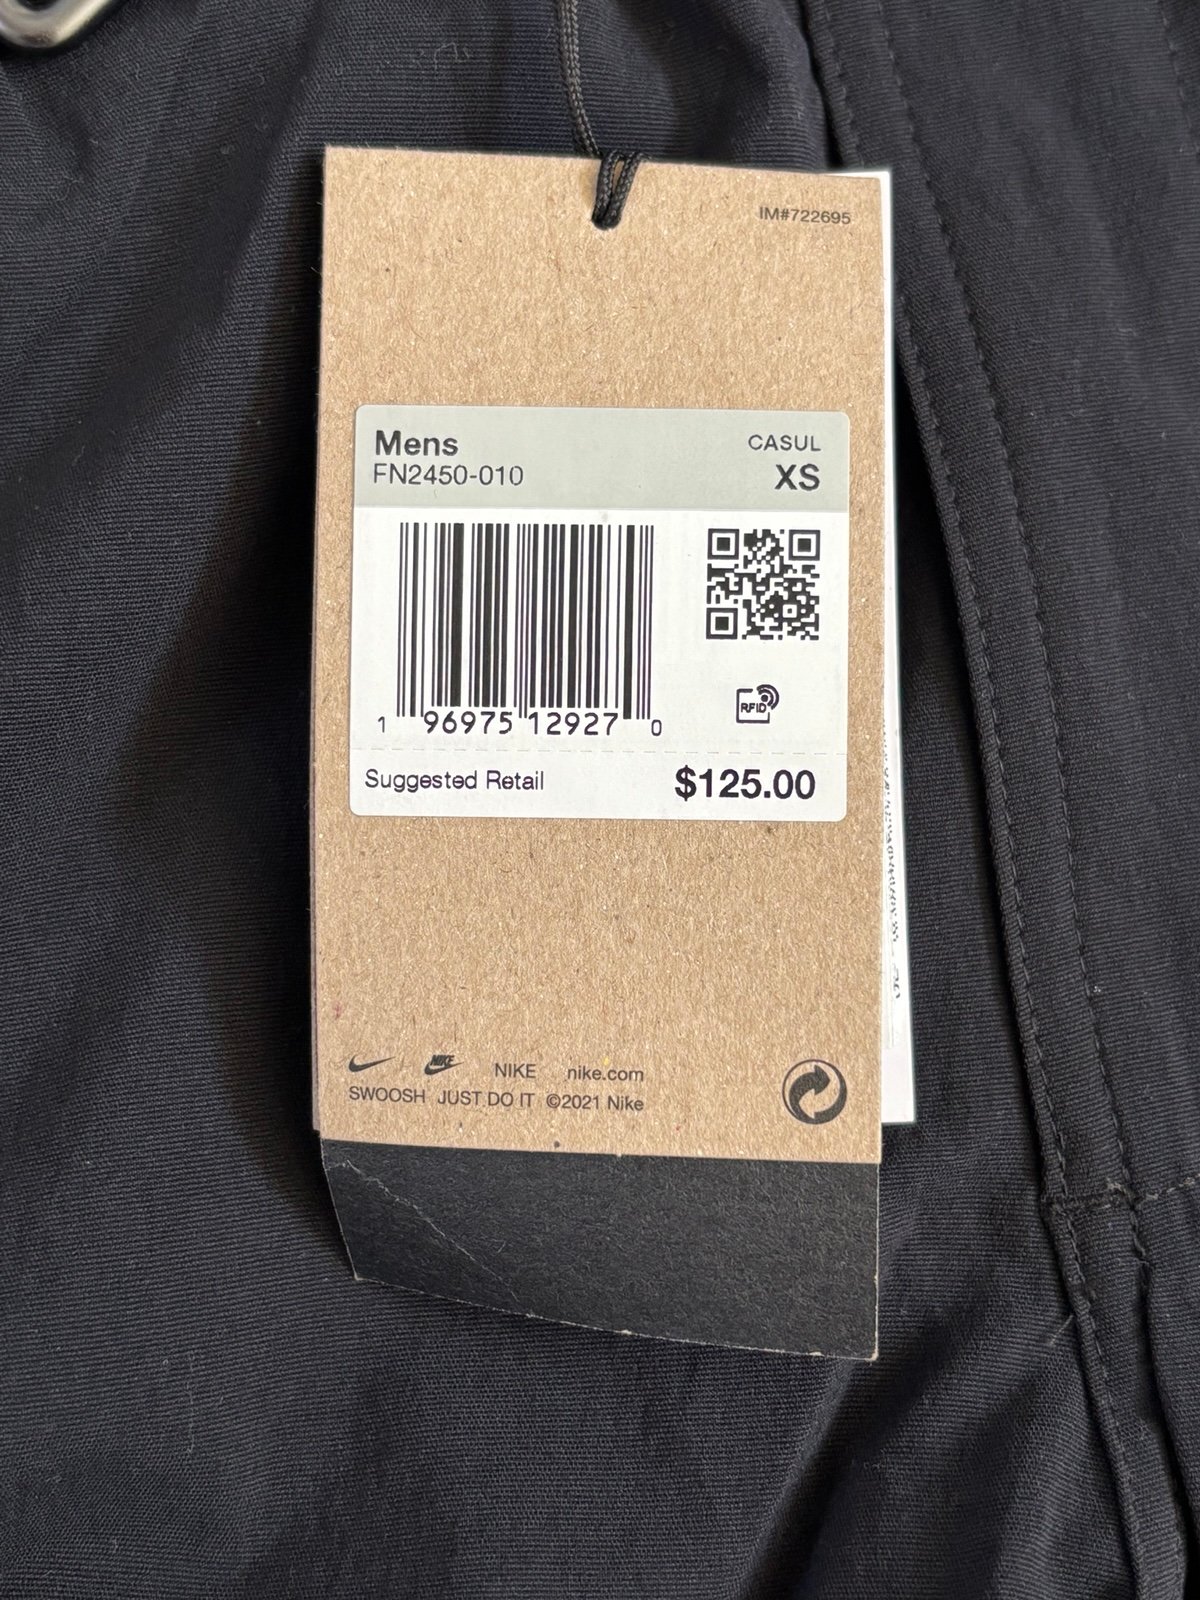 IM#722695
Mens CASUL
FN2450-010 XS
RFID
1 96975 12927 0
Suggested Retail $125.00
NIKE NIKE nike.com
SWOOSH JUST DO IT ©2021 Nike